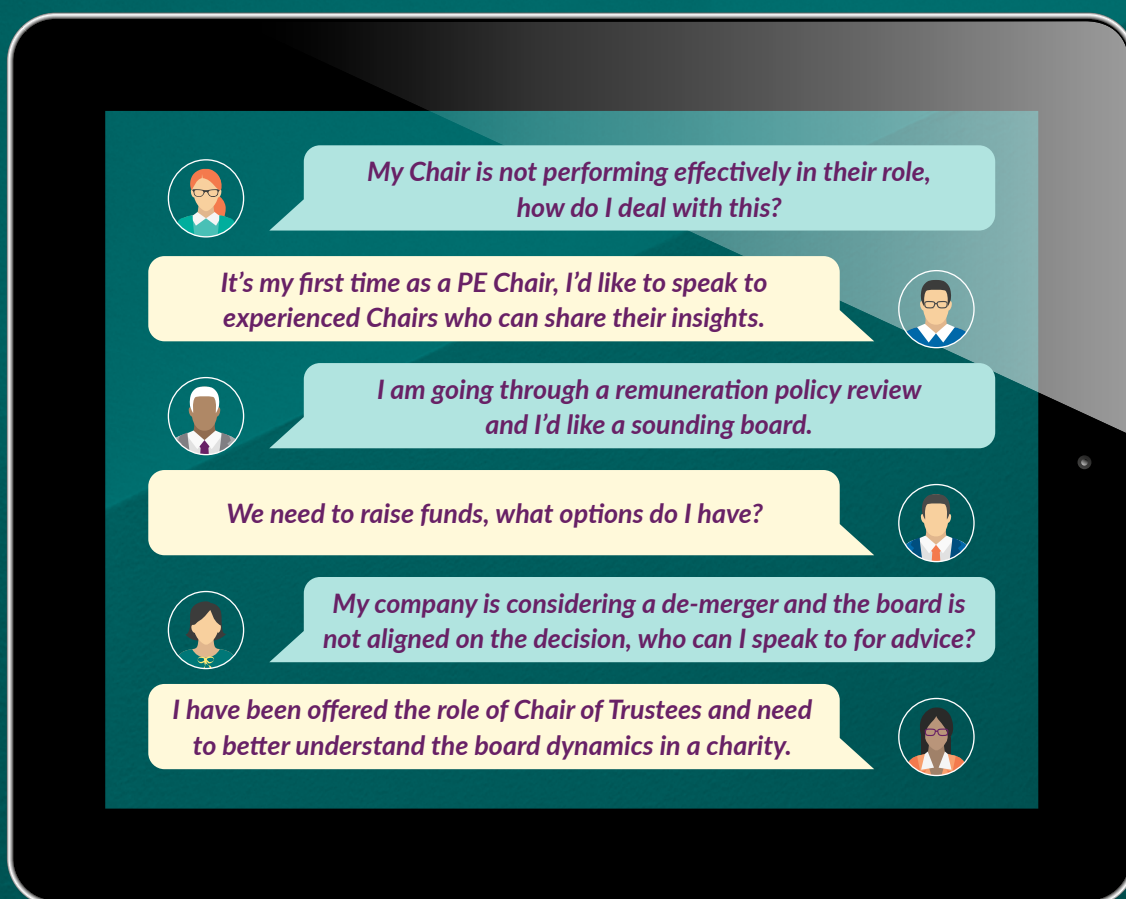 My Chair is not performing effectively in their role,
how do I deal with this?
It’s my first time as a PE Chair, I’d like to speak to
experienced Chairs who can share their insights.
I am going through a remuneration policy review
and I’d like a sounding board.
We need to raise funds, what options do I have?
My company is considering a de-merger and the board is
not aligned on the decision, who can I speak to for advice?
I have been offered the role of Chair of Trustees and need
to better understand the board dynamics in a charity.